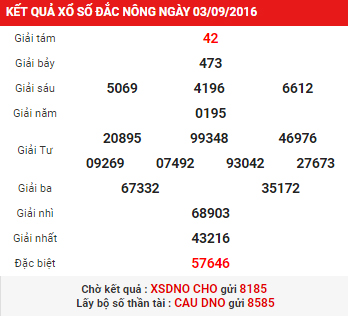 KẾT QUẢ XỔ SỐ ĐẮC NÔNG NGÀY 03/09/2016
Giải tám 42
Giải bảy 473
Giải sáu 5069 4196 6612
Giải năm 0195
Giải Tư 20895 99348 46976
09269 07492 93042 27673
Giải ba 67332 35172
Giải nhì 68903
Giải nhất 43216
Đặc biệt 57646
Chờ kết quả : XSDNO CHO gửi 8185
Lấy bộ số thần tài : CAU DNO gửi 8585